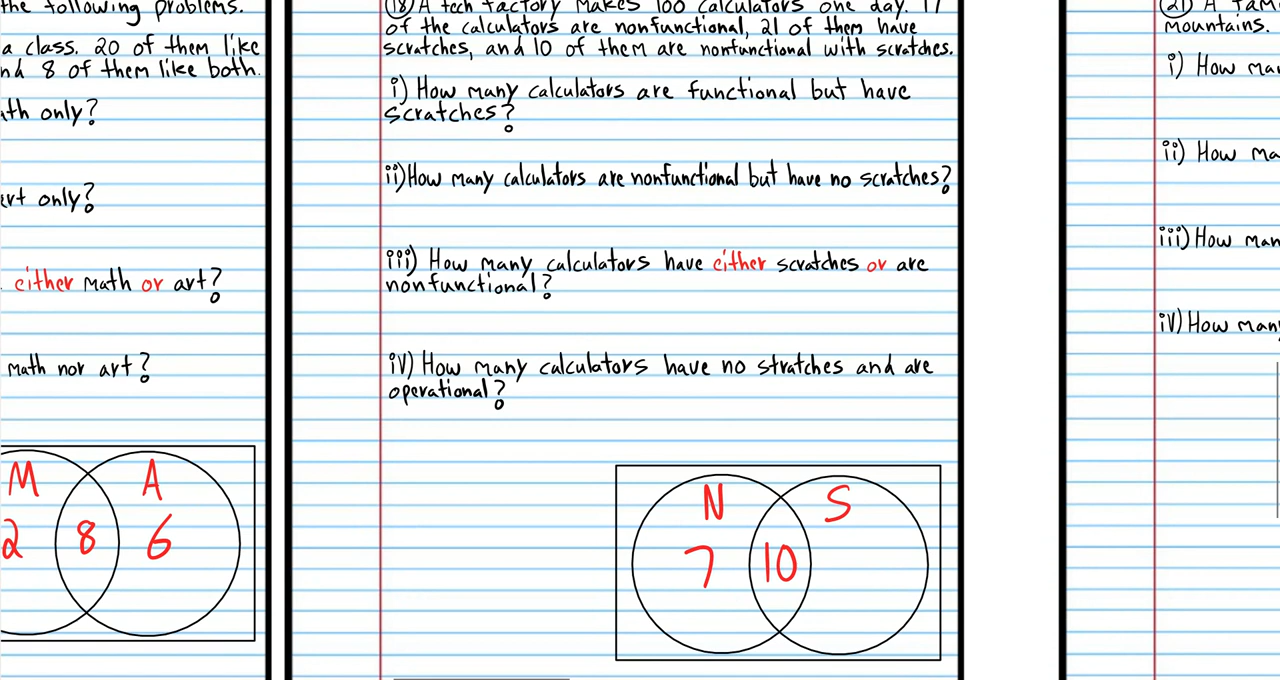 the following problems.
a class. 20 of them like
nd 8 of them like both.
th only?
rt only?
either math or art?
math nor art?
M A
2 8 6
(18) A tech factory makes 100 calculators one day. 17
of the calculators are nonfunctional, 21 of them have
scratches, and 10 of them are nonfunctional with scratches.
i) How many calculators are functional but have
scratches?
ii) How many calculators are nonfunctional but have no scratches?
iii) How many calculators have either scratches or are
nonfunctional?
iv) How many calculators have no stratches and are
operational?
N S
7 10
(21) A
mountains.
i) How
ii) How
iii) How
iv) How many